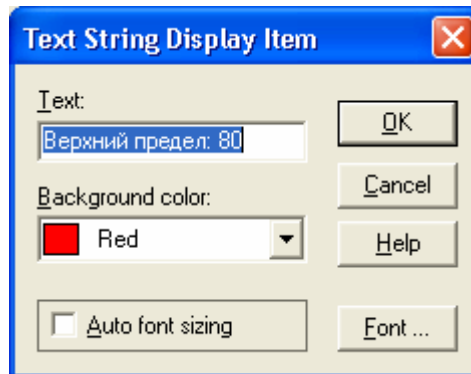 Text String Display Item
Text:
Верхний предел: 80
OK
Background color:
Cancel
Red
Help
Auto font sizing
Font ...